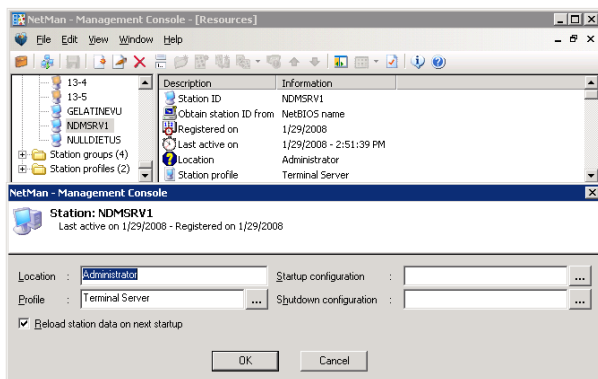 NetMan - Management Console - [Resources]
File Edit View Window Help
13-4
13-5
GELATINEVU
NDMSRV1
NULLDIETUS
Station groups (4)
Station profiles (2)
Description Information
Station ID NDMSRV1
Obtain station ID from NetBIOS name
Registered on 1/29/2008
Last active on 1/29/2008 - 2:51:39 PM
Location Administrator
Station profile Terminal Server
NetMan - Management Console
Station: NDMSRV1
Last active on 1/29/2008 - Registered on 1/29/2008
Location : Administrator Startup configuration : ...
Profile : Terminal Server ... Shutdown configuration : ...
Reload station data on next startup
OK Cancel